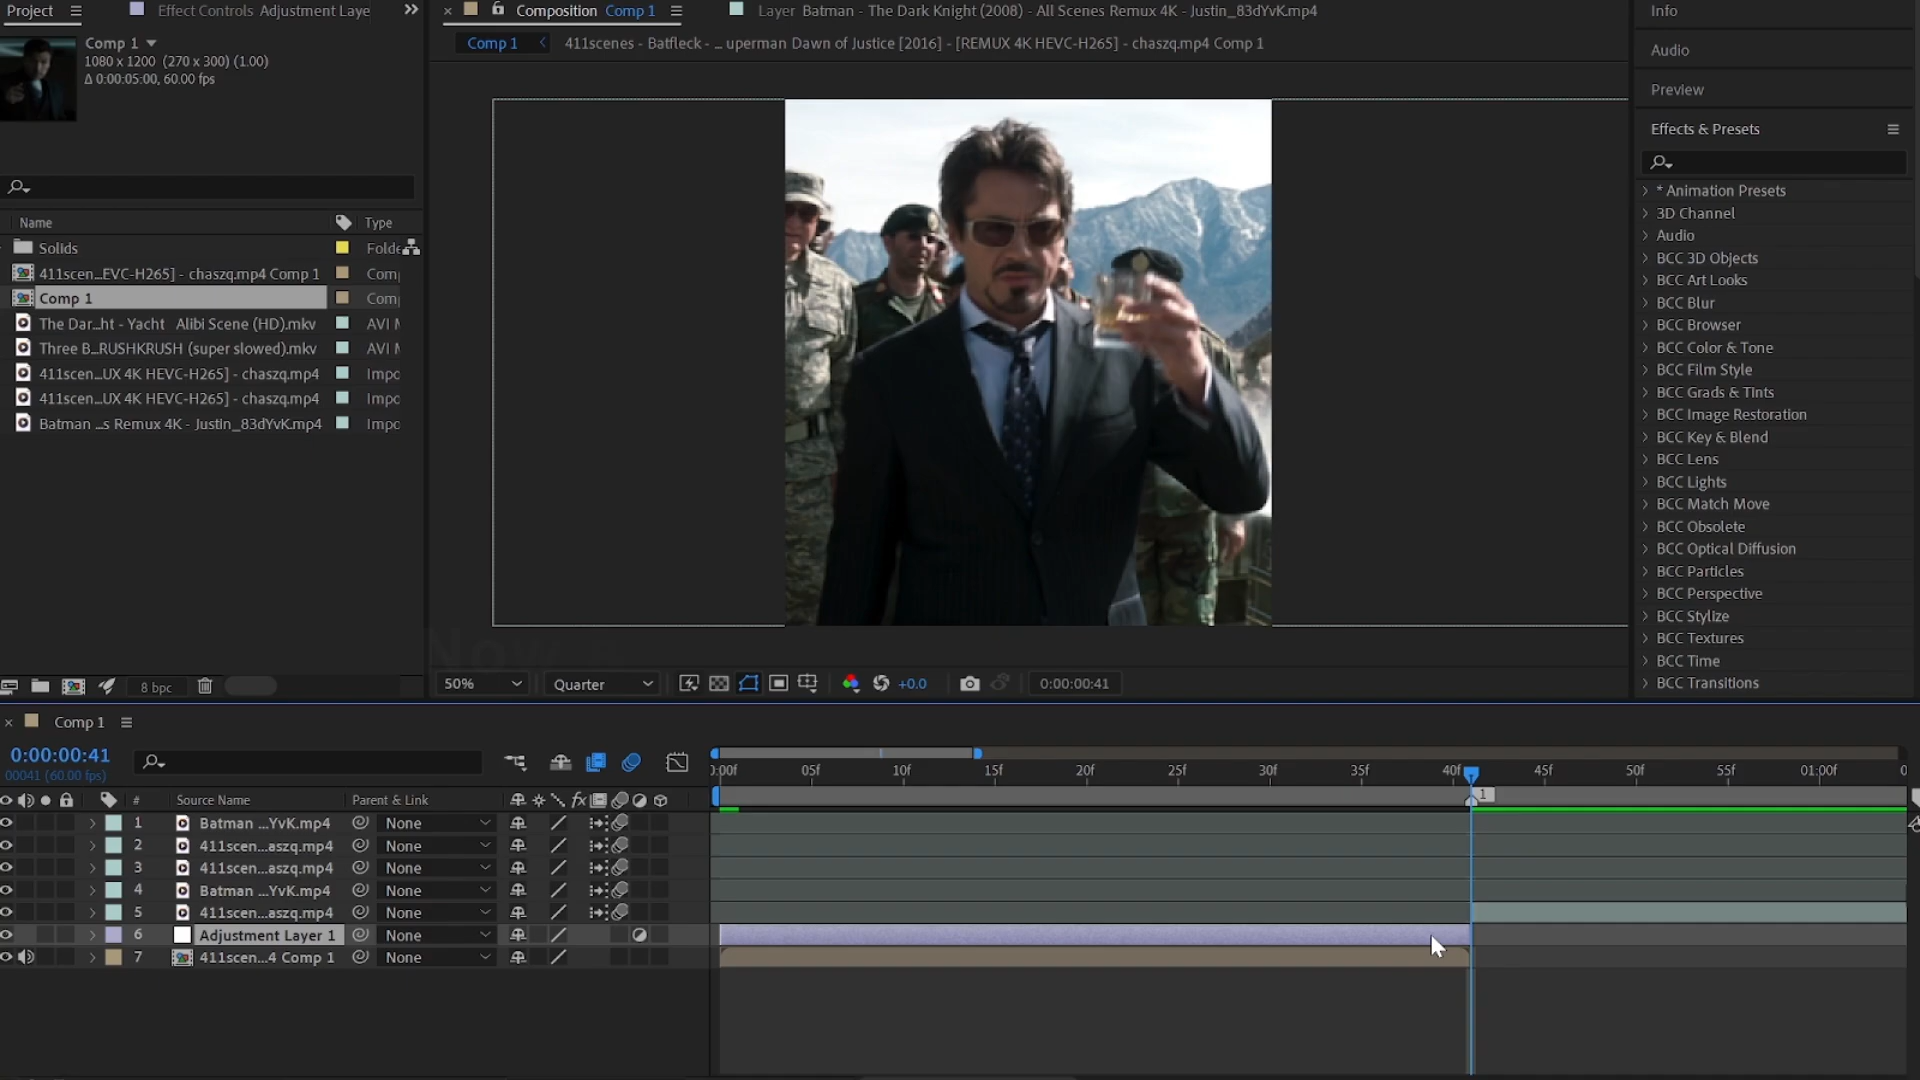 Project
Effect Controls Adjustment Laye
Composition Comp 1
Layer Batman - The Dark Knight (2008) - All Scenes Remux 4K - Justin_83dYvK.mp4
Info
Comp 1
1080 x 1200 (270 x 300) (1.00)
Δ 0:00:05:00, 60.00 fps
Comp 1
411scenes - Batfleck - ... uperman Dawn of Justice [2016] - [REMUX 4K HEVC-H265] - chaszq.mp4 Comp 1
Audio
Preview
Effects & Presets
Name
Type
Solids
Folde
411scen...EVC-H265] - chaszq.mp4 Comp 1
Com
Comp 1
Com
The Dar...ht - Yacht Alibi Scene (HD).mkv
AVI M
Three B...RUSHKRUSH (super slowed).mkv
AVI M
411scen...UX 4K HEVC-H265] - chaszq.mp4
Impo
411scen...UX 4K HEVC-H265] - chaszq.mp4
Impo
Batman ...s Remux 4K - Justin_83dYvK.mp4
Impo
* Animation Presets
3D Channel
Audio
BCC 3D Objects
BCC Art Looks
BCC Blur
BCC Browser
BCC Color & Tone
BCC Film Style
BCC Grads & Tints
BCC Image Restoration
BCC Key & Blend
BCC Lens
BCC Lights
BCC Match Move
BCC Obsolete
BCC Optical Diffusion
BCC Particles
BCC Perspective
BCC Stylize
BCC Textures
BCC Time
BCC Transitions
Now
8 bpc
50%
Quarter
+0.0
0:00:00:41
Comp 1
0:00:00:41
00041 (60.00 fps)
0:00f 05f 10f 15f 20f 25f 30f 35f 40f 45f 50f 55f 01:00f
1
# Source Name Parent & Link
fx
1 Batman ...YvK.mp4 None
2 411scen...aszq.mp4 None
3 411scen...aszq.mp4 None
4 Batman ...YvK.mp4 None
5 411scen...aszq.mp4 None
6 Adjustment Layer 1 None
7 411scen...4 Comp 1 None